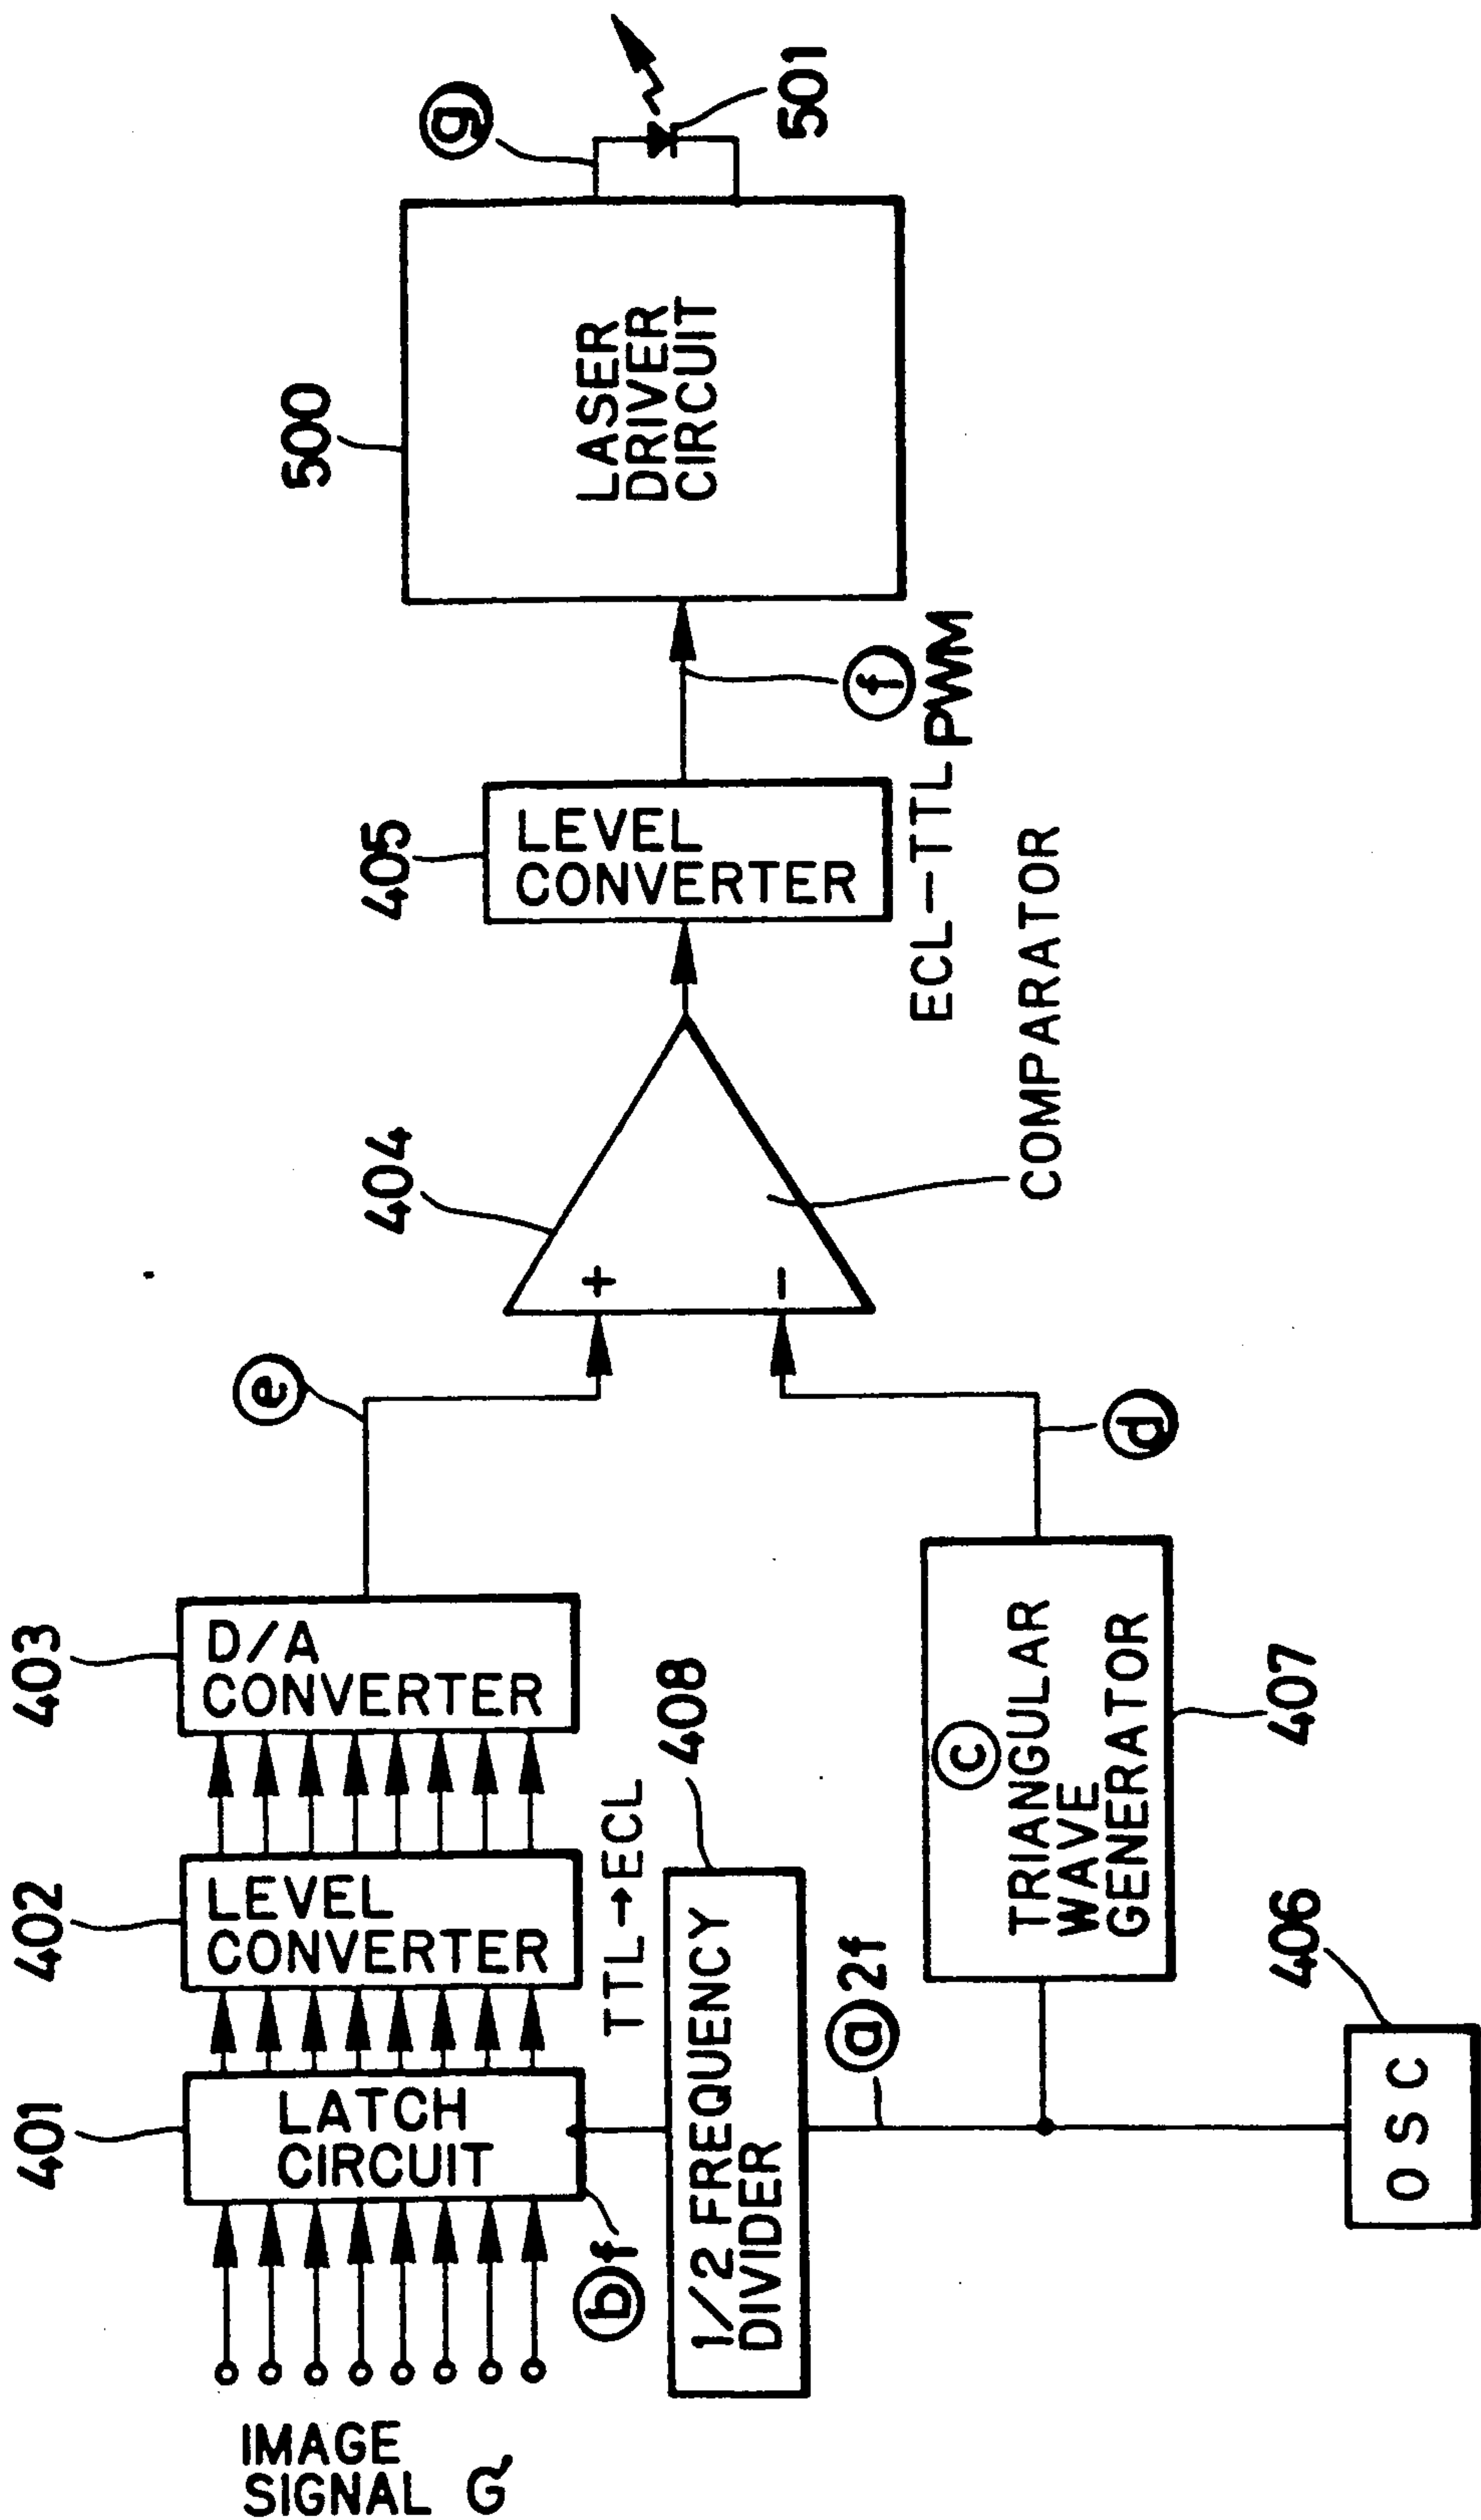 401
402
403
LATCH
CIRCUIT
LEVEL
CONVERTER
D/A
CONVERTER
IMAGE
SIGNAL G'
ⓑ f
TTL→ECL
408
1/2 FREQUENCY
DIVIDER
ⓐ 2f
ⓒ
TRIANGULAR
WAVE
GENERATOR
407
406
OSC
ⓔ
ⓓ
404
+
−
COMPARATOR
405
LEVEL
CONVERTER
ECL-TTL
ⓕ
PWM
500
LASER
DRIVER
CIRCUIT
ⓖ
501